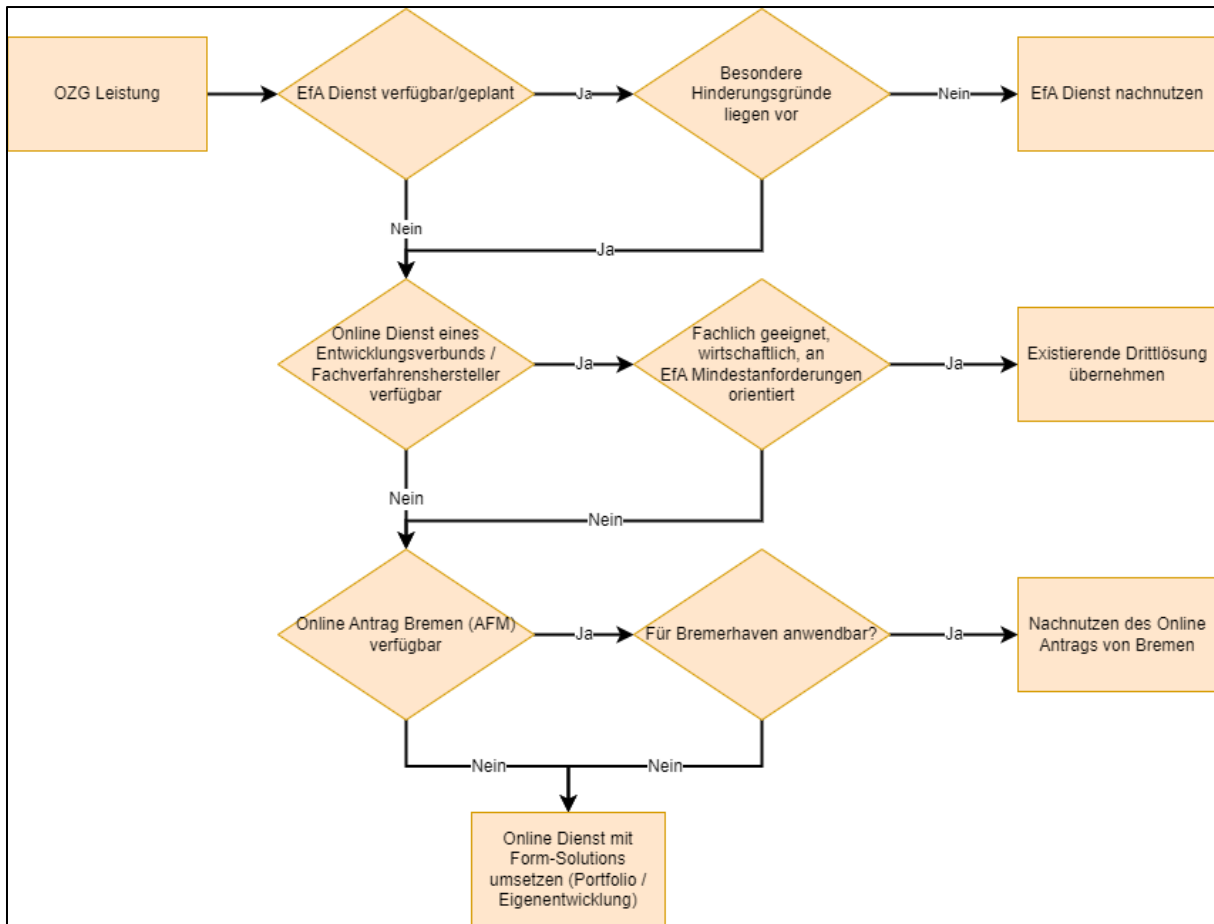 OZG Leistung
EfA Dienst verfügbar/geplant
Ja
Besondere
Hinderungsgründe
liegen vor
Nein
EfA Dienst nachnutzen
Nein
Ja
Online Dienst eines
Entwicklungsverbunds /
Fachverfahrenshersteller
verfügbar
Ja
Fachlich geeignet,
wirtschaftlich, an
EfA Mindestanforderungen
orientiert
Ja
Existierende Drittlösung
übernehmen
Nein
Nein
Online Antrag Bremen (AFM)
verfügbar
Ja
Für Bremerhaven anwendbar?
Ja
Nachnutzen des Online
Antrags von Bremen
Nein
Nein
Online Dienst mit
Form-Solutions
umsetzen (Portfolio /
Eigenentwicklung)